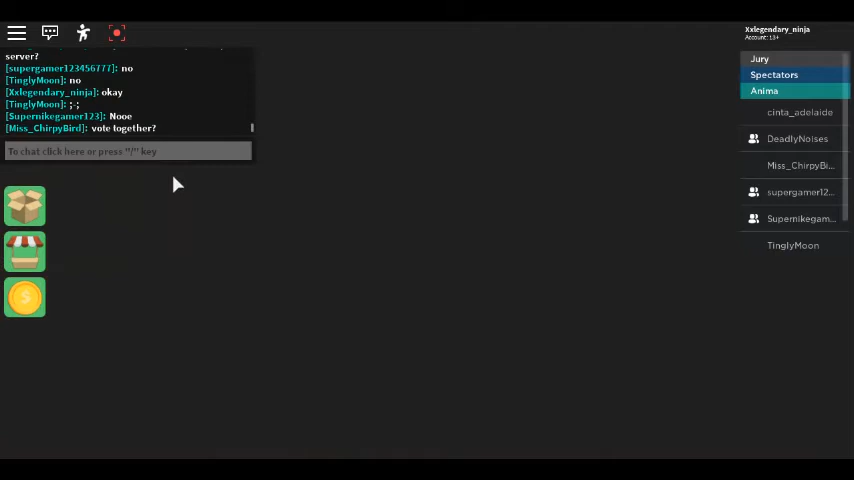 server?
[supergamer123456777]: no
[TinglyMoon]: no
[Xxlegendary_ninja]: okay
[TinglyMoon]: ;-;
[Supernikegamer123]: Nooe
[Miss_ChirpyBird]: vote together?
To chat click here or press "/" key
Xxlegendary_ninja
Account: 13+
Jury
Spectators
Anima
cinta_adelaide
DeadlyNoises
Miss_ChirpyBi...
supergamer12...
Supernikegam...
TinglyMoon